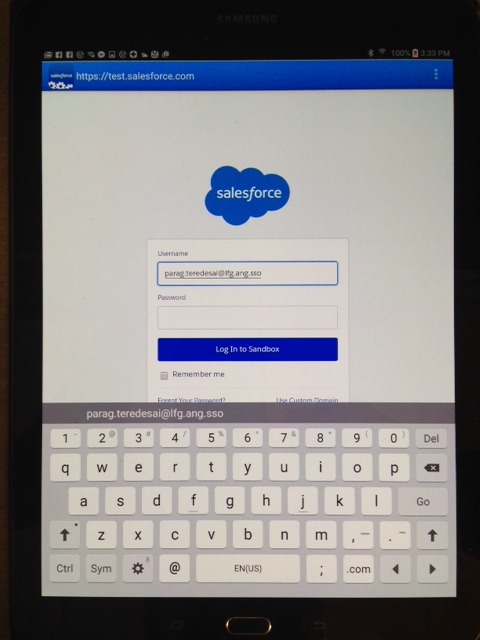 SAMSUNG
100% 3:33 PM
salesforce https://test.salesforce.com
salesforce
Username
parag.teredesai@lfg.ang.sso
Password
Log In to Sandbox
Remember me
Forgot Your Password? Use Custom Domain
parag.teredesai@lfg.ang.sso
1 ~ 2 @ 3 # 4 / 5 % 6 ^ 7 & 8 * 9 ( 0 ) Del
q w e r t y u i o p
a s d f g h j k l Go
z x c v b n m , — . -
Ctrl Sym @ EN(US) ; .com